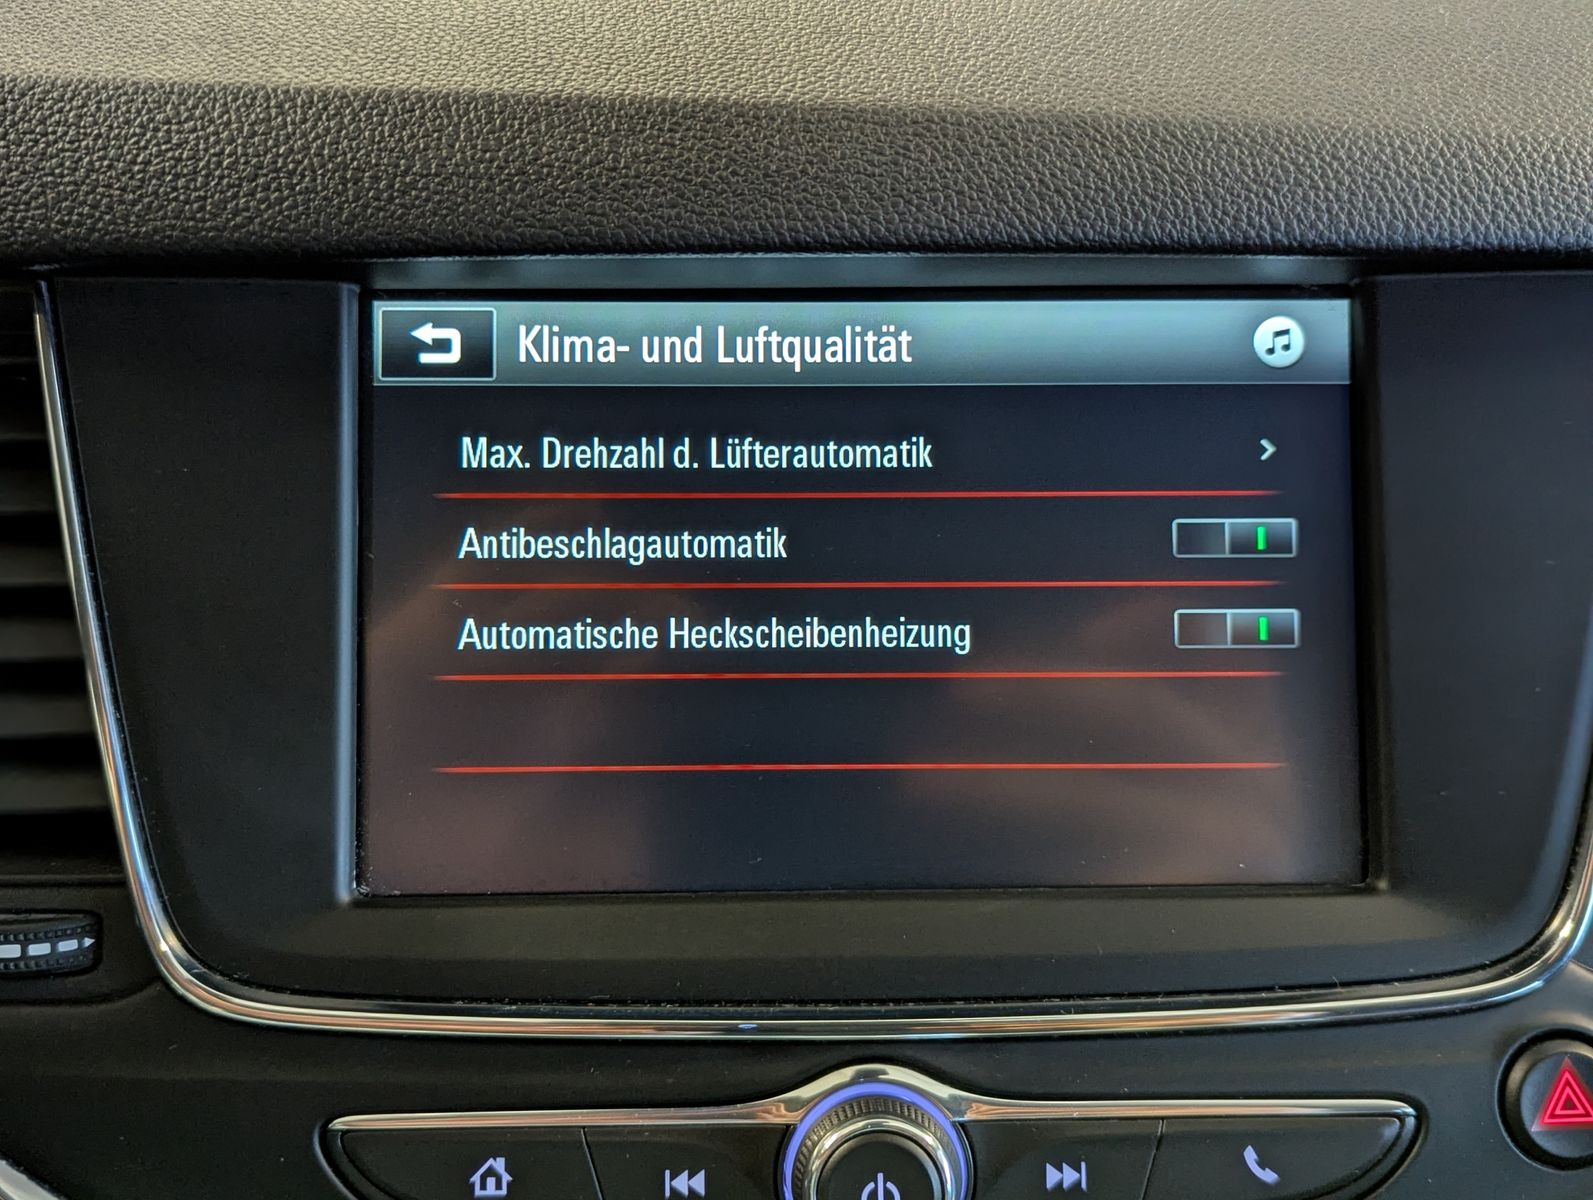 Klima- und Luftqualität
Max. Drehzahl d. Lüfterautomatik
Antibeschlagautomatik
Automatische Heckscheibenheizung